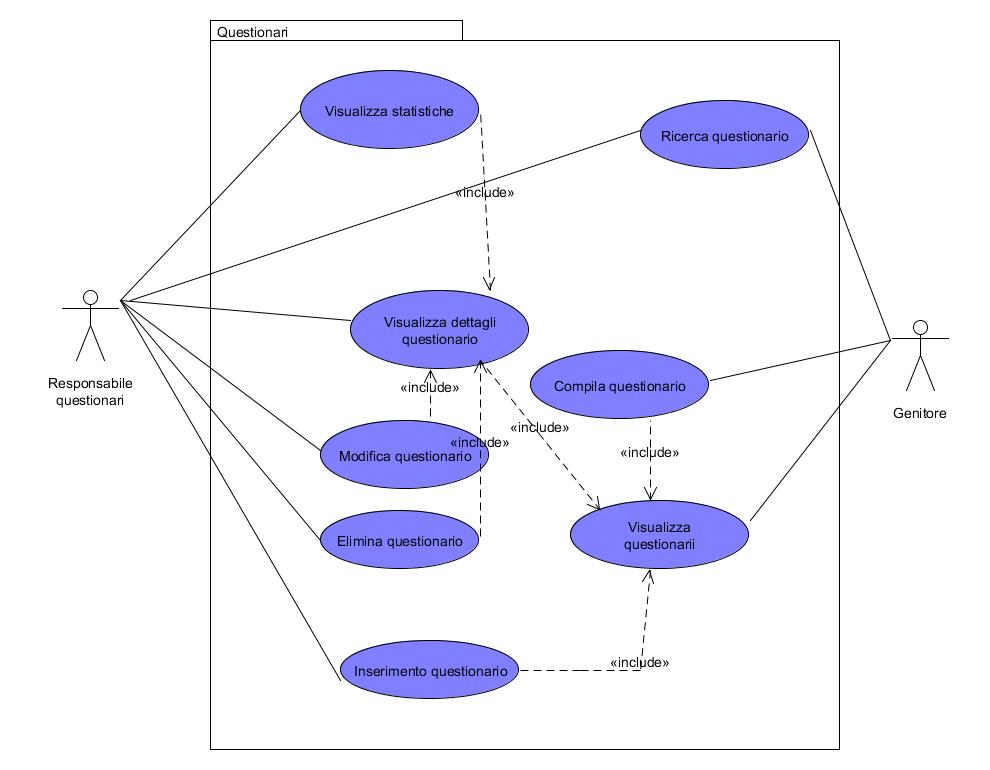 Questionari
Visualizza statistiche
Ricerca questionario
«include»
Visualizza dettagli
questionario
Responsabile
questionari
«include»
Compila questionario
Genitore
«include»
«include»
Modifica questionario
«include»
Elimina questionario
Visualizza
questionarii
Inserimento questionario
«include»